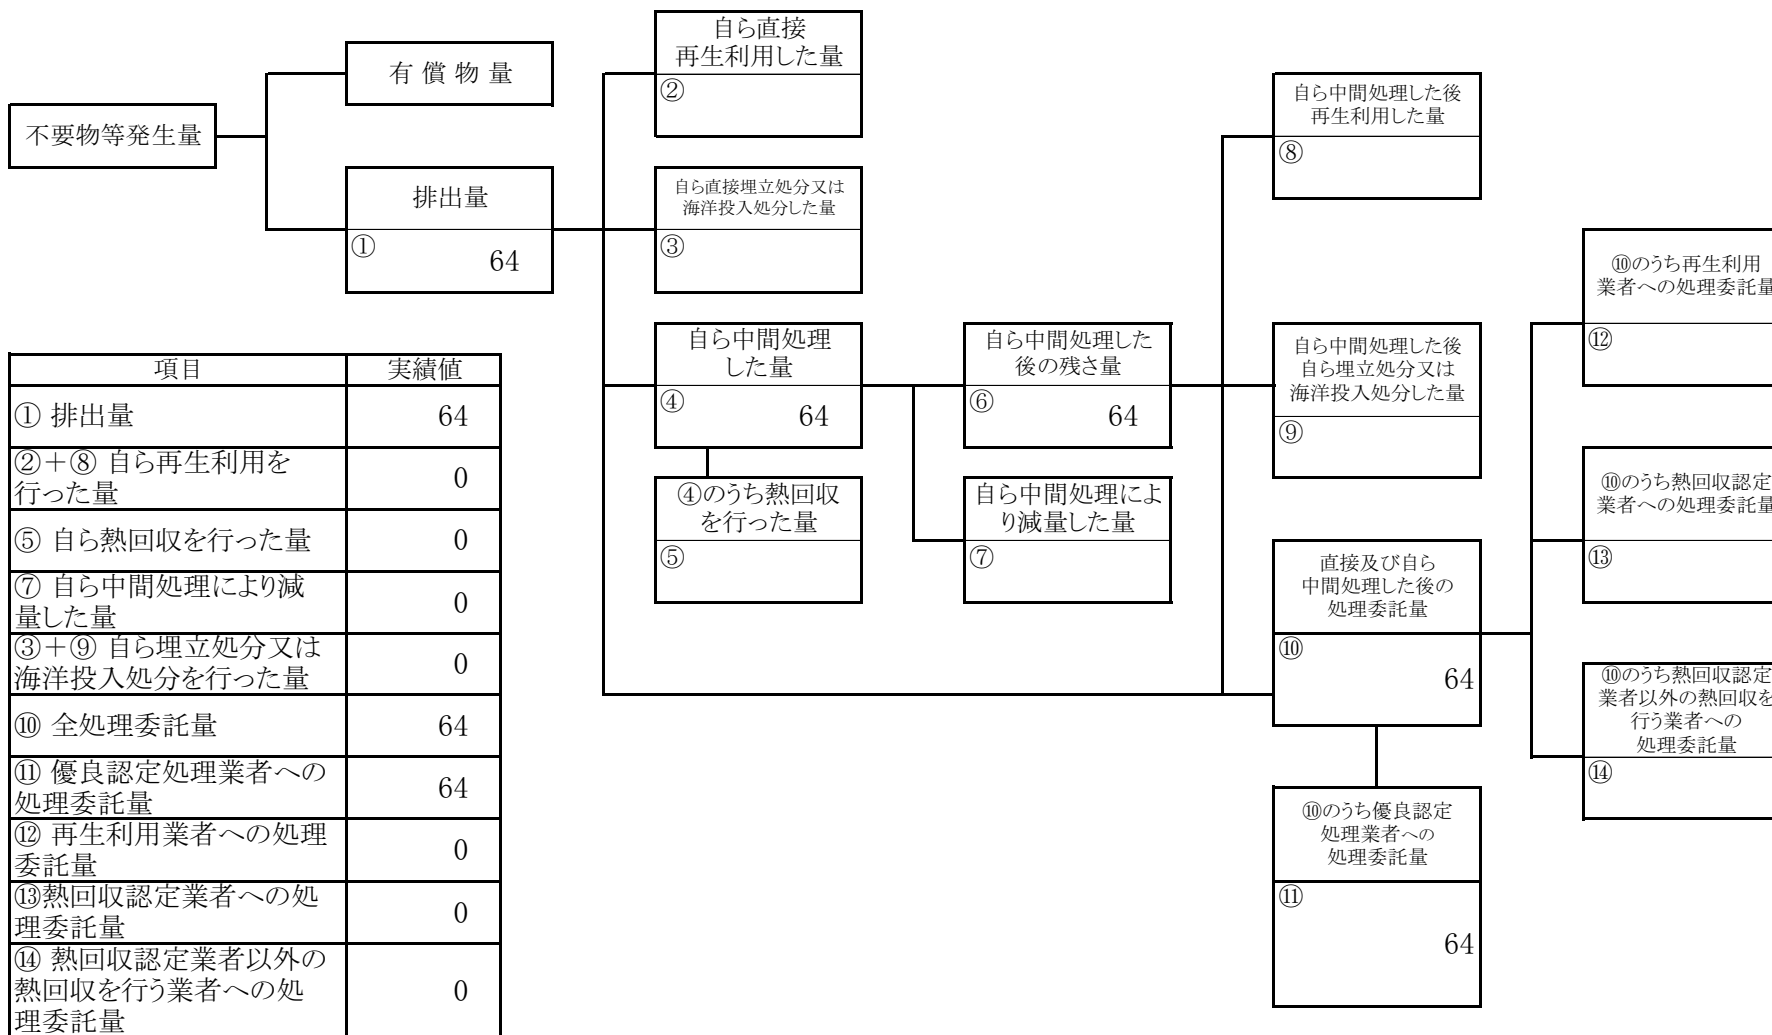 不要物等発生量
有 償 物 量
排出量
①
64
自ら直接
再生利用した量
②
自ら直接埋立処分又は
海洋投入処分した量
③
自ら中間処理
した量
④
64
④のうち熱回収
を行った量
⑤
自ら中間処理した
後の残さ量
⑥
64
自ら中間処理によ
り減量した量
⑦
自ら中間処理した後
再生利用した量
⑧
自ら中間処理した後
自ら埋立処分又は
海洋投入処分した量
⑨
直接及び自ら
中間処理した後の
処理委託量
⑩
64
⑩のうち優良認定
処理業者への
処理委託量
⑪
64
⑩のうち再生利用
業者への処理委託量
⑫
⑩のうち熱回収認定
業者への処理委託量
⑬
⑩のうち熱回収認定
業者以外の熱回収を
行う業者への
処理委託量
⑭
項目 実績値
① 排出量 64
②＋⑧ 自ら再生利用を
行った量 0
⑤ 自ら熱回収を行った量 0
⑦ 自ら中間処理により減
量した量 0
③＋⑨ 自ら埋立処分又は
海洋投入処分を行った量 0
⑩ 全処理委託量 64
⑪ 優良認定処理業者への
処理委託量 64
⑫ 再生利用業者への処理
委託量 0
⑬熱回収認定業者への処
理委託量 0
⑭ 熱回収認定業者以外の
熱回収を行う業者への処
理委託量 0